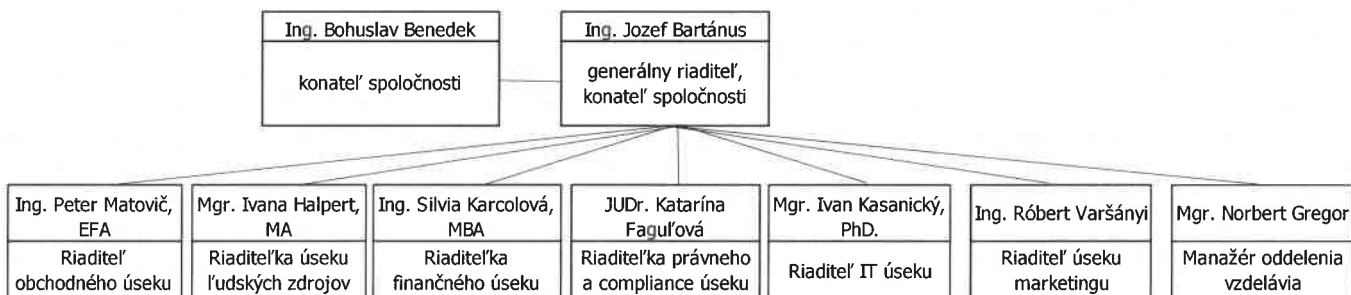 Ing. Bohuslav Benedek
konateľ spoločnosti
Ing. Jozef Bartánus
generálny riaditeľ,
konateľ spoločnosti
Ing. Peter Matovič,
EFA
Riaditeľ
obchodného úseku
Mgr. Ivana Halpert,
MA
Riaditeľka úseku
ľudských zdrojov
Ing. Silvia Karcolová,
MBA
Riaditeľka
finančného úseku
JUDr. Katarína
Faguľová
Riaditeľka právneho
a compliance úseku
Mgr. Ivan Kasanický,
PhD.
Riaditeľ IT úseku
Ing. Róbert Varšányi
Riaditeľ úseku
marketingu
Mgr. Norbert Gregor
Manažér oddelenia
vzdelávia